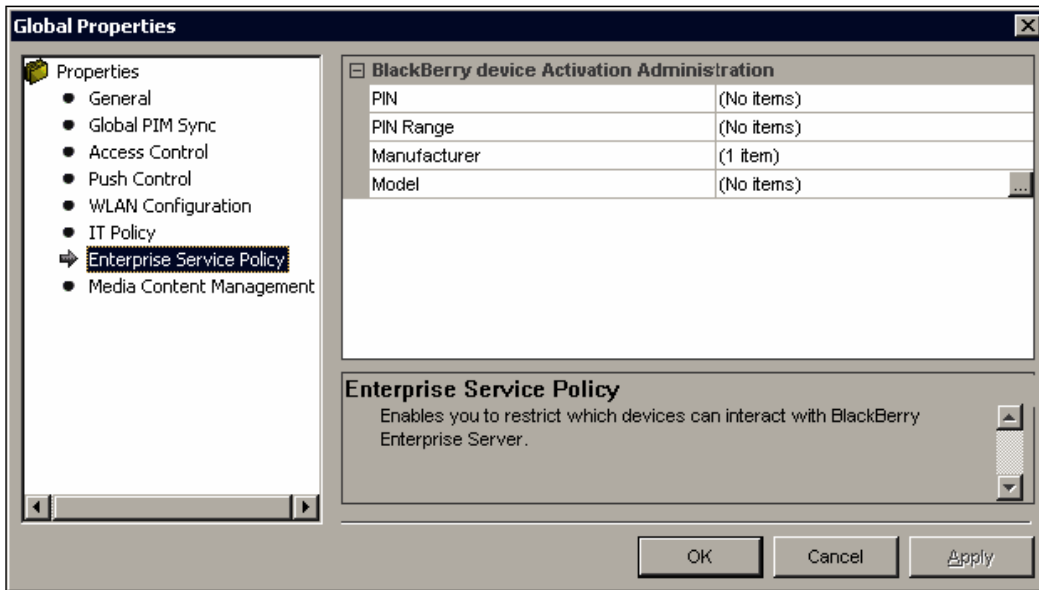 Global Properties
Properties
General
Global PIM Sync
Access Control
Push Control
WLAN Configuration
IT Policy
Enterprise Service Policy
Media Content Management
BlackBerry device Activation Administration
PIN (No items)
PIN Range (No items)
Manufacturer (1 item)
Model (No items) ...
Enterprise Service Policy
Enables you to restrict which devices can interact with BlackBerry
Enterprise Server.
OK Cancel Apply